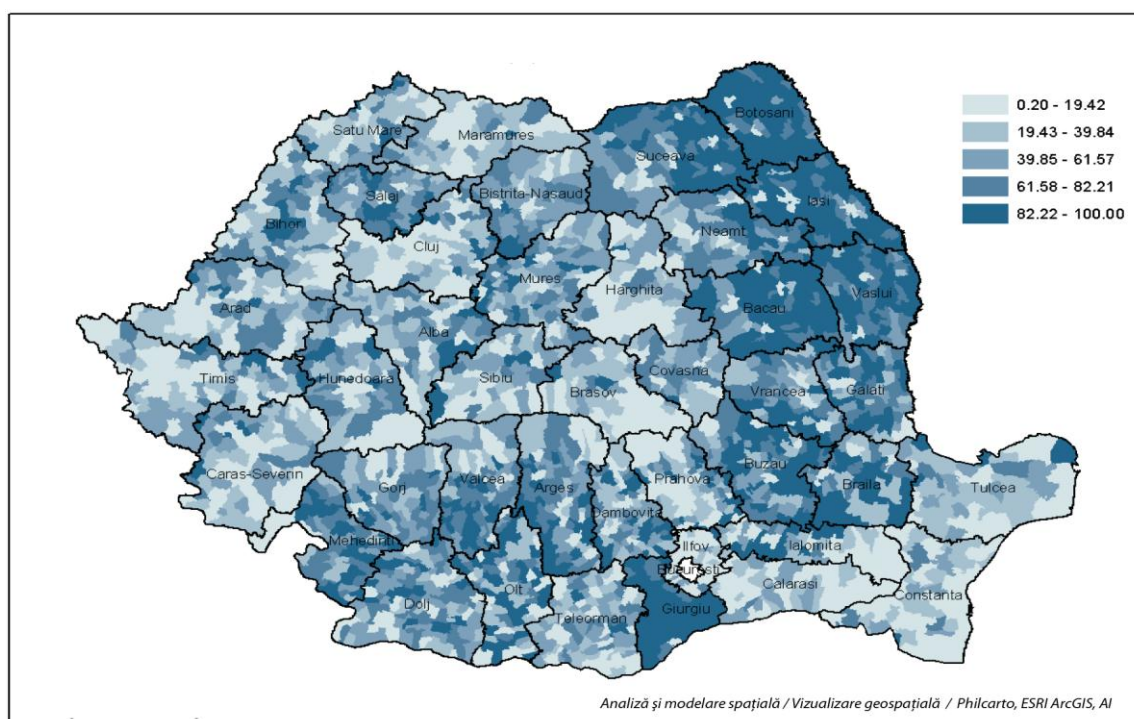 0.20 - 19.42
19.43 - 39.84
39.85 - 61.57
61.58 - 82.21
82.22 - 100.00
Botosani
Satu Mare
Maramures
Suceava
Salaj
Bistrita-Nasaud
Iasi
Bihor
Cluj
Neamt
Mures
Harghita
Bacau
Vaslui
Arad
Alba
Timis
Hunedoara
Sibiu
Brasov
Covasna
Vrancea
Galati
Caras-Severin
Gorj
Valcea
Arges
Prahova
Buzau
Braila
Tulcea
Dambovita
Mehedinti
Ilfov
Ialomita
Bucuresti
Calarasi
Olt
Constanta
Dolj
Teleorman
Giurgiu
Analiză și modelare spațială / Vizualizare geospațială / Philcarto, ESRI ArcGIS, AI